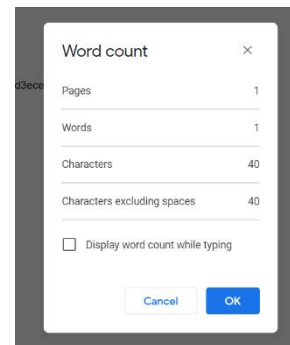 Word count
d3ece
Pages 1
Words 1
Characters 40
Characters excluding spaces 40
Display word count while typing
Cancel OK